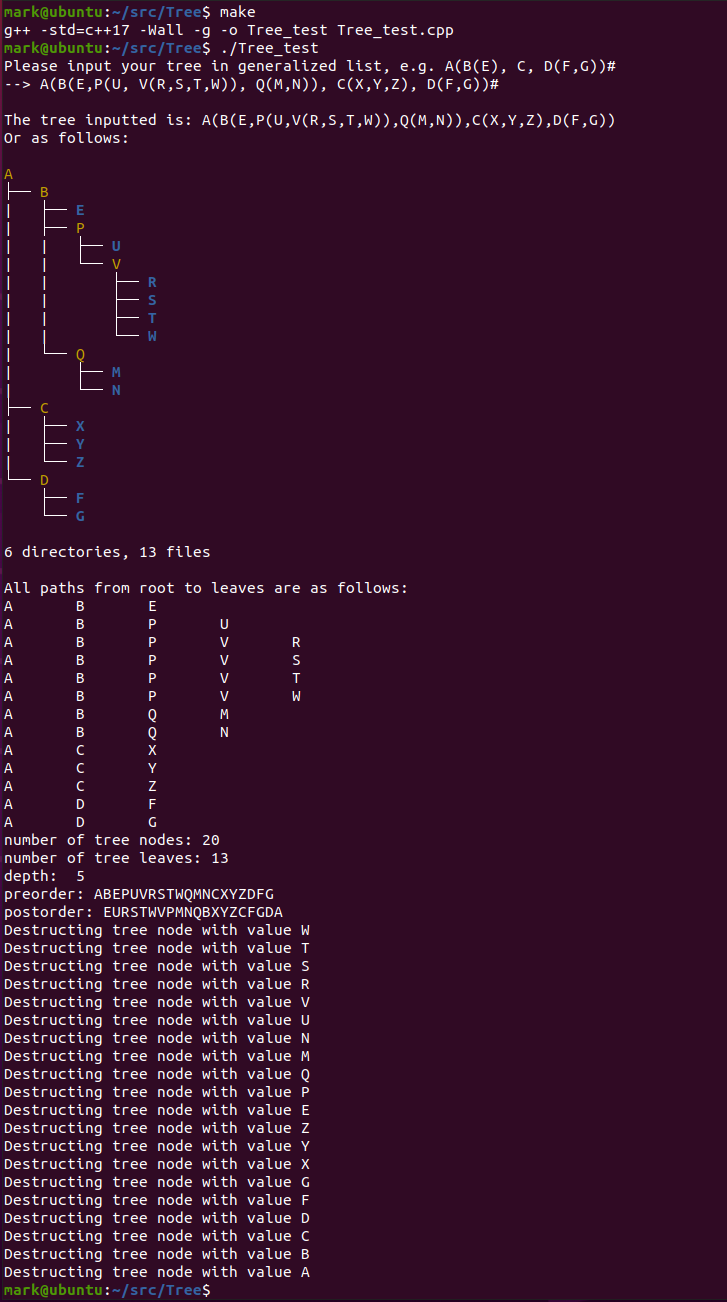 mark@ubuntu:~/src/Tree$ make
g++ -std=c++17 -Wall -g -o Tree_test Tree_test.cpp
mark@ubuntu:~/src/Tree$ ./Tree_test
Please input your tree in generalized list, e.g. A(B(E), C, D(F,G))#
--> A(B(E,P(U, V(R,S,T,W)), Q(M,N)), C(X,Y,Z), D(F,G))#

The tree inputted is: A(B(E,P(U,V(R,S,T,W)),Q(M,N)),C(X,Y,Z),D(F,G))
Or as follows:

A
├── B
|   ├── E
|   ├── P
|   |   ├── U
|   |   └── V
|   |       ├── R
|   |       ├── S
|   |       ├── T
|   |       └── W
|   └── Q
|       ├── M
|       └── N
├── C
|   ├── X
|   ├── Y
|   └── Z
└── D
    ├── F
    └── G

6 directories, 13 files

All paths from root to leaves are as follows:
A       B       E
A       B       P       U
A       B       P       V       R
A       B       P       V       S
A       B       P       V       T
A       B       P       V       W
A       B       Q       M
A       B       Q       N
A       C       X
A       C       Y
A       C       Z
A       D       F
A       D       G
number of tree nodes: 20
number of tree leaves: 13
depth:  5
preorder: ABEPUVRSTWQMNCXYZDFG
postorder: EURSTWVPMNQBXYZCFGDA
Destructing tree node with value W
Destructing tree node with value T
Destructing tree node with value S
Destructing tree node with value R
Destructing tree node with value V
Destructing tree node with value U
Destructing tree node with value N
Destructing tree node with value M
Destructing tree node with value Q
Destructing tree node with value P
Destructing tree node with value E
Destructing tree node with value Z
Destructing tree node with value Y
Destructing tree node with value X
Destructing tree node with value G
Destructing tree node with value F
Destructing tree node with value D
Destructing tree node with value C
Destructing tree node with value B
Destructing tree node with value A
mark@ubuntu:~/src/Tree$